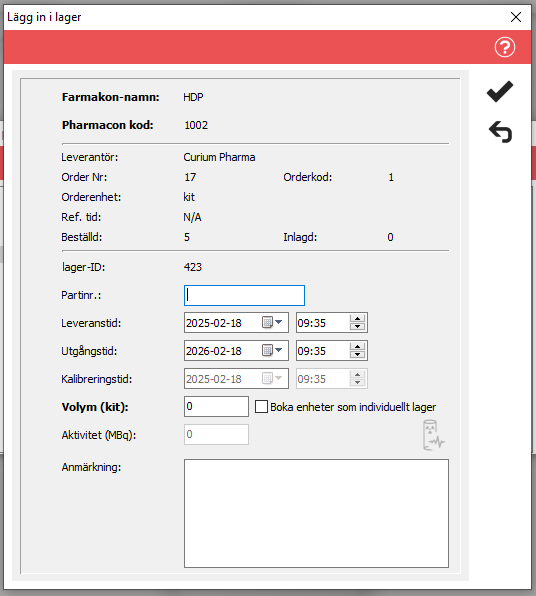 Lägg in i lager
Farmakon-namn: HDP
Pharmacon kod: 1002
Leverantör: Curium Pharma
Order Nr: 17 Orderkod: 1
Orderenhet: kit
Ref. tid: N/A
Beställd: 5 Inlagd: 0
lager-ID: 423
Partinr.:
Leveranstid: 2025-02-18 09:35
Utgångstid: 2026-02-18 09:35
Kalibreringstid: 2025-02-18 09:35
Volym (kit): 0 Boka enheter som individuellt lager
Aktivitet (MBq): 0
Anmärkning: